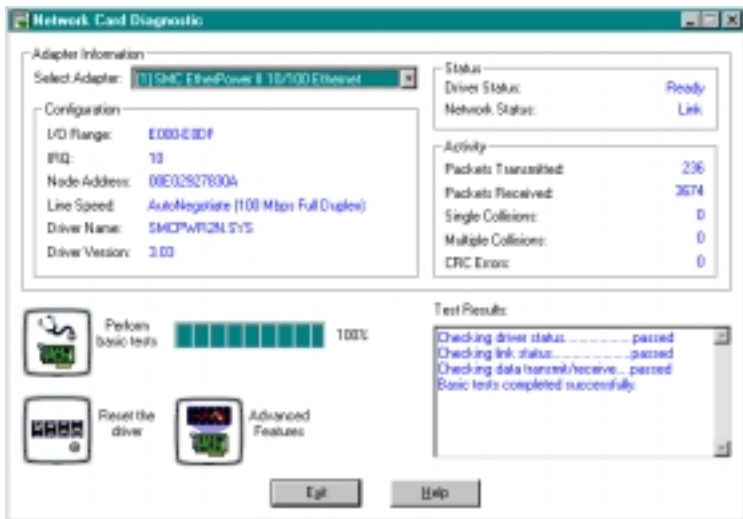 Network Card Diagnostic
Adapter Information
Select Adapter: [1] SMC EtherPower II 10/100 Ethernet
Configuration
I/O Range: E000-E0DF
IRQ: 10
Node Address: 00E02927830A
Line Speed: AutoNegotiate (100 Mbps Full Duplex)
Driver Name: SMCPWR2N.SYS
Driver Version: 3.03
Status
Driver Status: Ready
Network Status: Link
Activity
Packets Transmitted: 236
Packets Received: 3674
Single Collisions: 0
Multiple Collisions: 0
CRC Errors: 0
Perform
basic tests
100%
Reset the
driver
Advanced
Features
Test Results:
Checking driver status................passed
Checking link status...................passed
Checking data transmit/receive....passed
Basic tests completed successfully.
Exit
Help